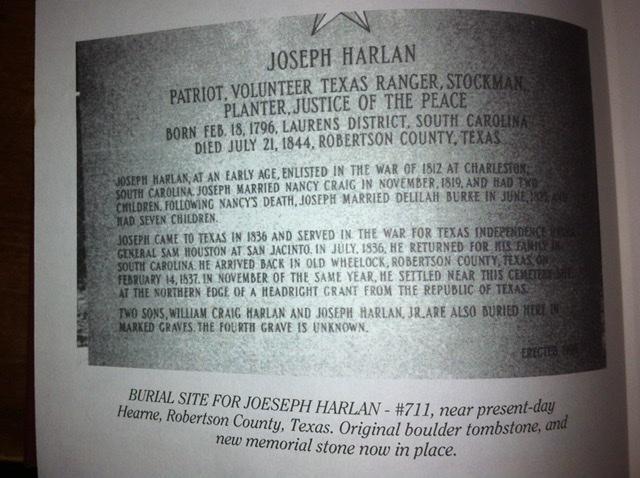 JOSEPH HARLAN
PATRIOT, VOLUNTEER TEXAS RANGER, STOCKMAN,
PLANTER, JUSTICE OF THE PEACE
BORN FEB. 18, 1796, LAURENS DISTRICT, SOUTH CAROLINA
DIED JULY 21, 1844, ROBERTSON COUNTY, TEXAS
JOSEPH HARLAN, AT AN EARLY AGE, ENLISTED IN THE WAR OF 1812 AT CHARLESTON,
SOUTH CAROLINA. JOSEPH MARRIED NANCY CRAIG IN NOVEMBER, 1819, AND HAD TWO
CHILDREN. FOLLOWING NANCY'S DEATH, JOSEPH MARRIED DELILAH BURKE IN JUNE, AND
HAD SEVEN CHILDREN.
JOSEPH CAME TO TEXAS IN 1836 AND SERVED IN THE WAR FOR TEXAS INDEPENDENCE
GENERAL SAM HOUSTON AT SAN JACINTO. IN JULY, 1836, HE RETURNED FOR HIS FAMILY IN
SOUTH CAROLINA. HE ARRIVED BACK IN OLD WHEELOCK, ROBERTSON COUNTY, TEXAS, ON
FEBRUARY 14, 1837. IN NOVEMBER OF THE SAME YEAR, HE SETTLED NEAR THIS CEMETERY
AT THE NORTHERN EDGE OF A HEADRIGHT GRANT FROM THE REPUBLIC OF TEXAS.
TWO SONS, WILLIAM CRAIG HARLAN AND JOSEPH HARLAN, JR. ARE ALSO BURIED HERE IN
MARKED GRAVES. THE FOURTH GRAVE IS UNKNOWN.
ERECTED
BURIAL SITE FOR JOESEPH HARLAN - #711, near present-day
Hearne, Robertson County, Texas. Original boulder tombstone, and
new memorial stone now in place.